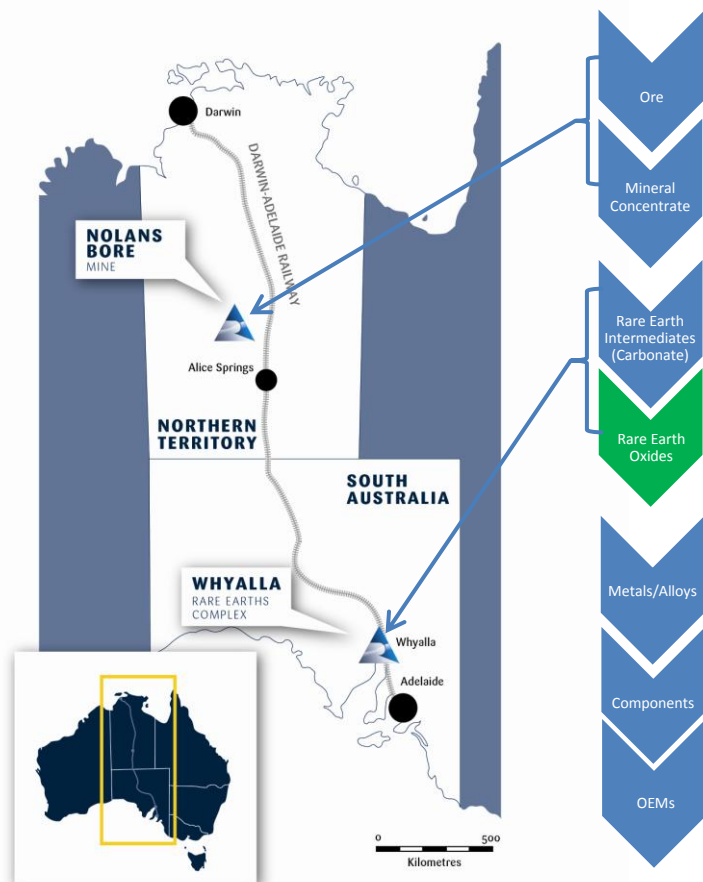 Darwin
DARWIN-ADELAIDE RAILWAY
NOLANS
BORE
MINE
Alice Springs
NORTHERN
TERRITORY
SOUTH
AUSTRALIA
WHYALLA
RARE EARTHS
COMPLEX
Whyalla
Adelaide
0 500
Kilometres
Ore
Mineral
Concentrate
Rare Earth
Intermediates
(Carbonate)
Rare Earth
Oxides
Metals/Alloys
Components
OEMs